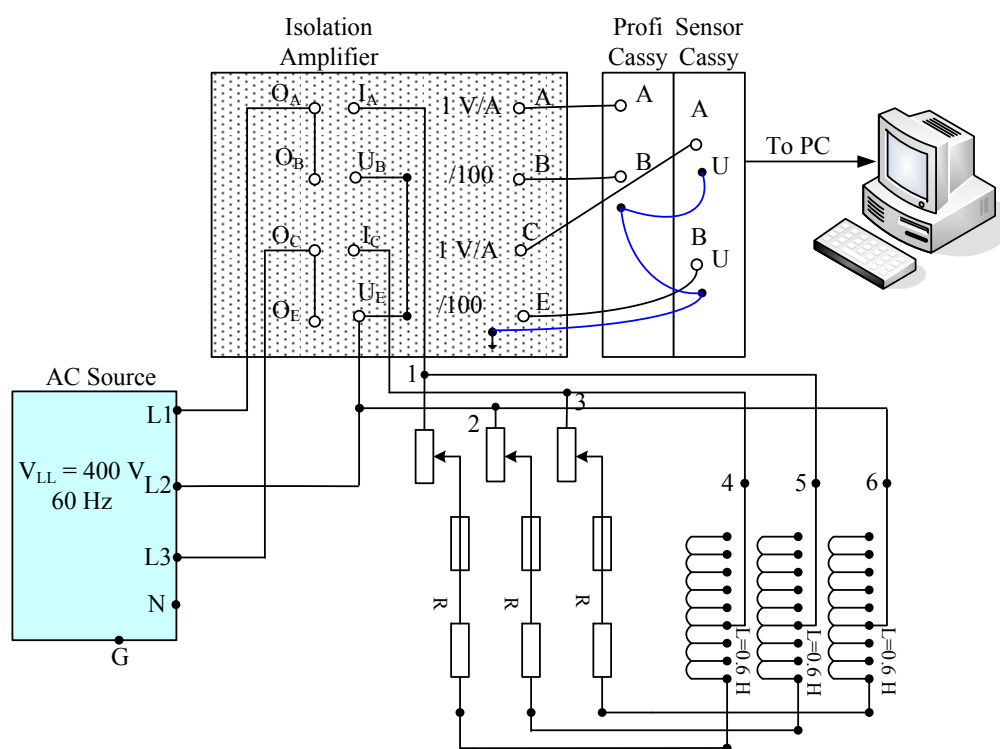 Isolation
Amplifier
Profi
Cassy
Sensor
Cassy
O_A
I_A
1 V/A
A
A
A
O_B
U_B
/100
B
B
U
To PC
O_C
I_C
1 V/A
C
B
U
O_E
U_E
/100
E
AC Source
1
2
3
L1
V_LL = 400 V
60 Hz
L2
4
5
6
L3
N
G
R
R
R
L=0.6 H
L=0.6 H
L=0.6 H